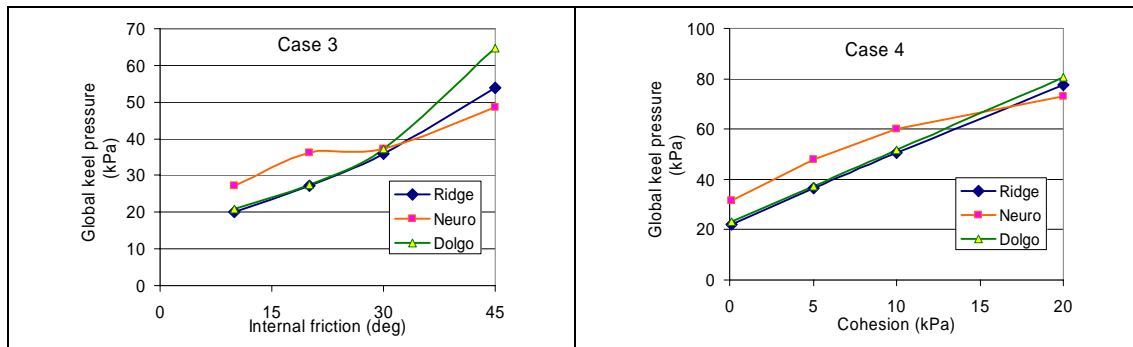 Case 3
Global keel pressure
(kPa)
70
60
50
40
30
20
10
0
Ridge
Neuro
Dolgo
0 15 30 45
Internal friction (deg)
Case 4
Global keel pressure
(kPa)
100
80
60
40
20
0
Ridge
Neuro
Dolgo
0 5 10 15 20
Cohesion (kPa)